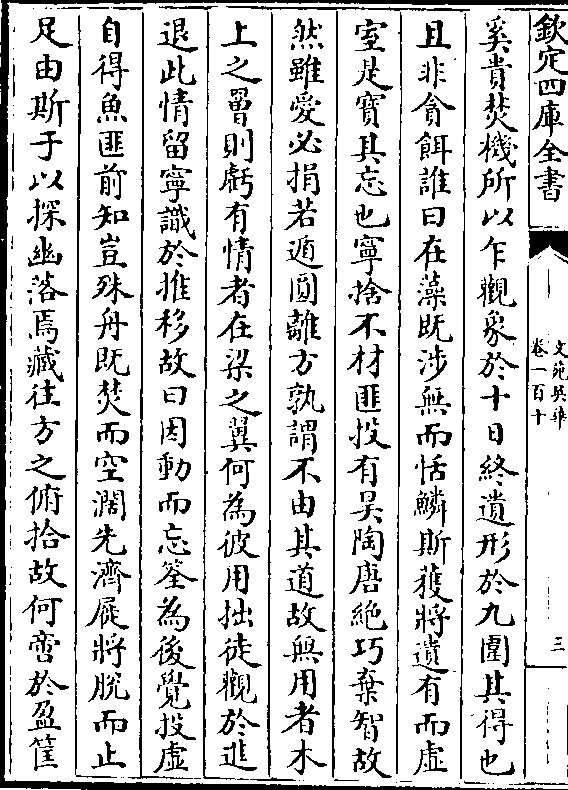 欽定四庫全書
文苑英華
卷一百十
三
奚貴焚機所以乍觀象於十日終遺形於九圍其得也
且非貪餌誰曰在藻既涉無而恬鱗斯獲將遺有而虛
室是寳其忘也寧捨不材匪投有吴陶唐絶巧棄智故
然雖愛必捐若遁圓離方孰謂不由其道故無用者木
上之罾則虧有情者在梁之翼何為彼用拙徒觀於進
退此情留寧識於推移故曰因動而忘筌為後覺投虚
自得魚匪前知豈殊舟既焚而空濶先濟屣將脱而止
足由斯于以探幽落焉藏往方之俯拾故何啻於盈筐